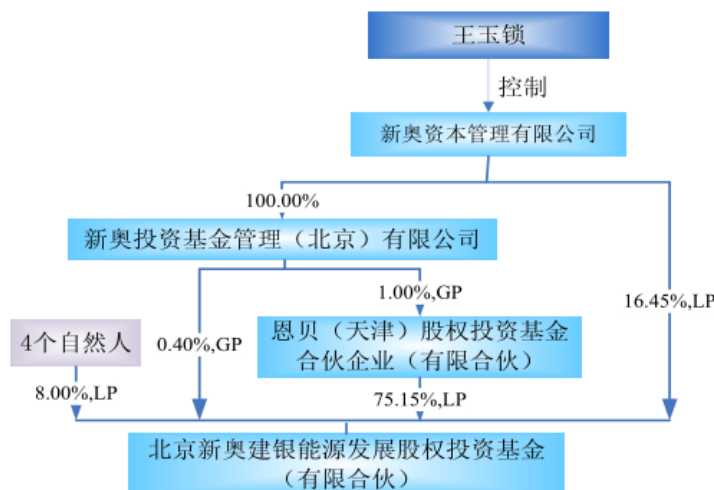 王玉锁
控制
新奥资本管理有限公司
100.00%
新奥投资基金管理（北京）有限公司
1.00%,GP
16.45%,LP
4个自然人
0.40%,GP
恩贝（天津）股权投资基金
合伙企业（有限合伙）
8.00%,LP
75.15%,LP
北京新奥建银能源发展股权投资基金
（有限合伙）